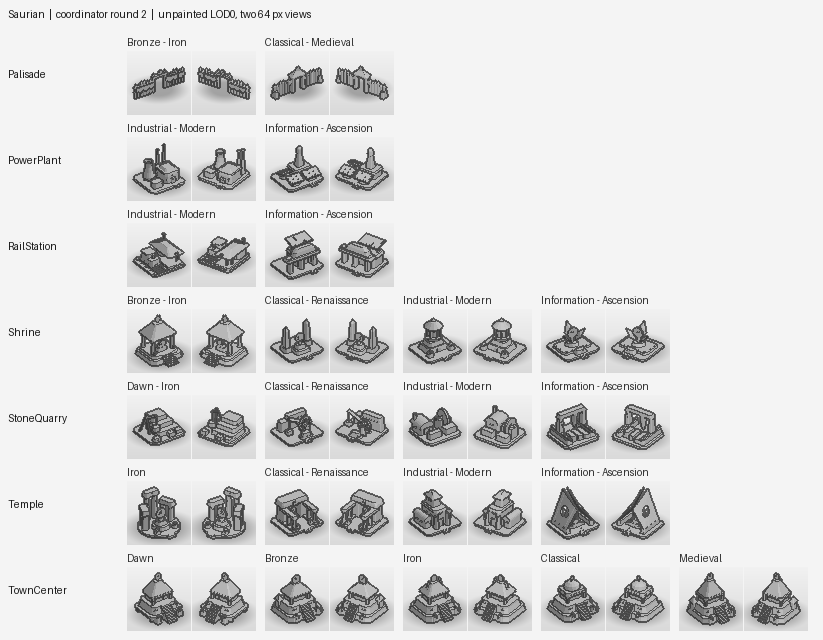 Saurian | coordinator round 2 | unpainted LOD0, two 64 px views
Bronze - Iron
Classical - Medieval
Palisade
Industrial - Modern
Information - Ascension
PowerPlant
Industrial - Modern
Information - Ascension
RailStation
Bronze - Iron
Classical - Renaissance
Industrial - Modern
Information - Ascension
Shrine
Dawn - Iron
Classical - Renaissance
Industrial - Modern
Information - Ascension
StoneQuarry
Iron
Classical - Renaissance
Industrial - Modern
Information - Ascension
Temple
Dawn
Bronze
Iron
Classical
Medieval
TownCenter